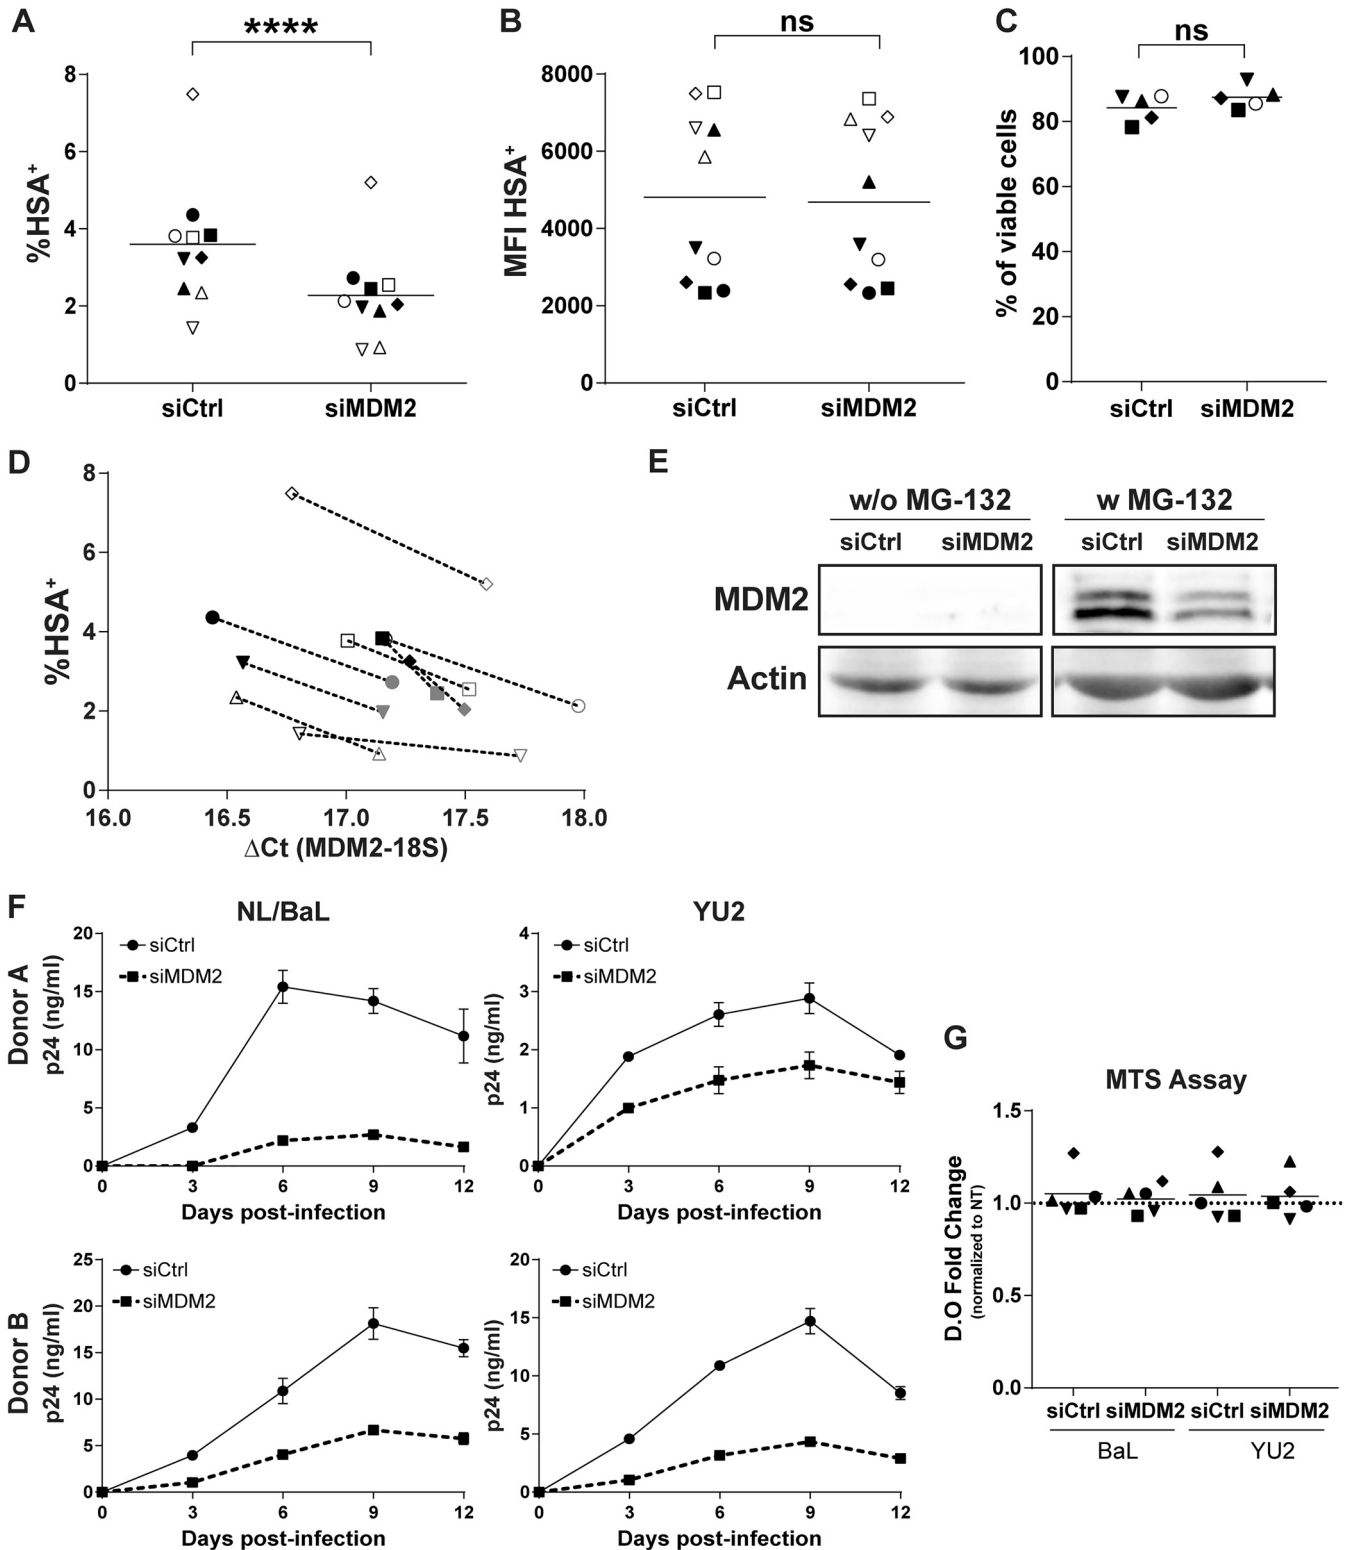 A
****
%HSA+
8
6
4
2
0
siCtrl
siMDM2
B
ns
MFI HSA+
8000
6000
4000
2000
0
siCtrl
siMDM2
C
ns
% of viable cells
100
80
60
40
20
0
siCtrl
siMDM2
D
%HSA+
8
6
4
2
0
16.0
16.5
17.0
17.5
18.0
ΔCt (MDM2-18S)
E
w/o MG-132
w MG-132
siCtrl
siMDM2
siCtrl
siMDM2
MDM2
Actin
F
NL/BaL
YU2
Donor A
p24 (ng/ml)
20
15
10
5
0
siCtrl
siMDM2
0
3
6
9
12
Days post-infection
p24 (ng/ml)
4
3
2
1
0
siCtrl
siMDM2
0
3
6
9
12
Days post-infection
Donor B
p24 (ng/ml)
25
20
15
10
5
0
siCtrl
siMDM2
0
3
6
9
12
Days post-infection
p24 (ng/ml)
20
15
10
5
0
siCtrl
siMDM2
0
3
6
9
12
Days post-infection
G
MTS Assay
D.O Fold Change
(normalized to NT)
1.5
1.0
0.5
0.0
siCtrl siMDM2 siCtrl siMDM2
BaL
YU2